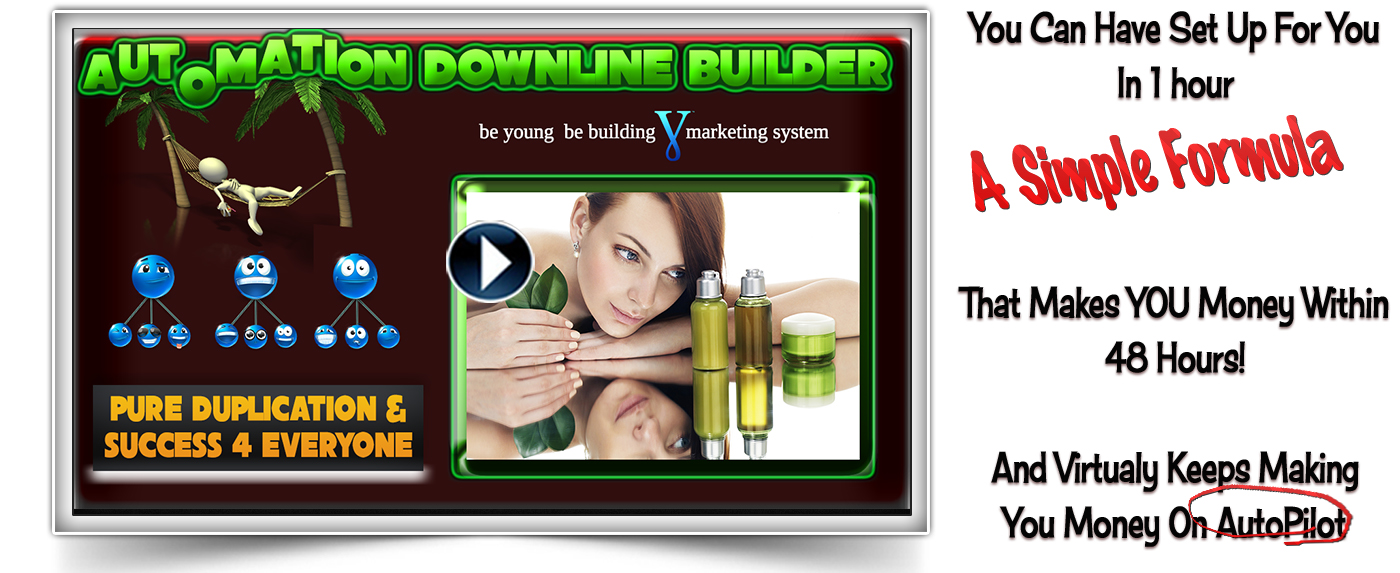 AUTOMATION DOWNLINE BUILDER
be young be building γ marketing system
PURE DUPLICATION &
SUCCESS 4 EVERYONE
You Can Have Set Up For You
In 1 hour
A Simple Formula
That Makes YOU Money Within
48 Hours!
And Virtualy Keeps Making
You Money On AutoPilot